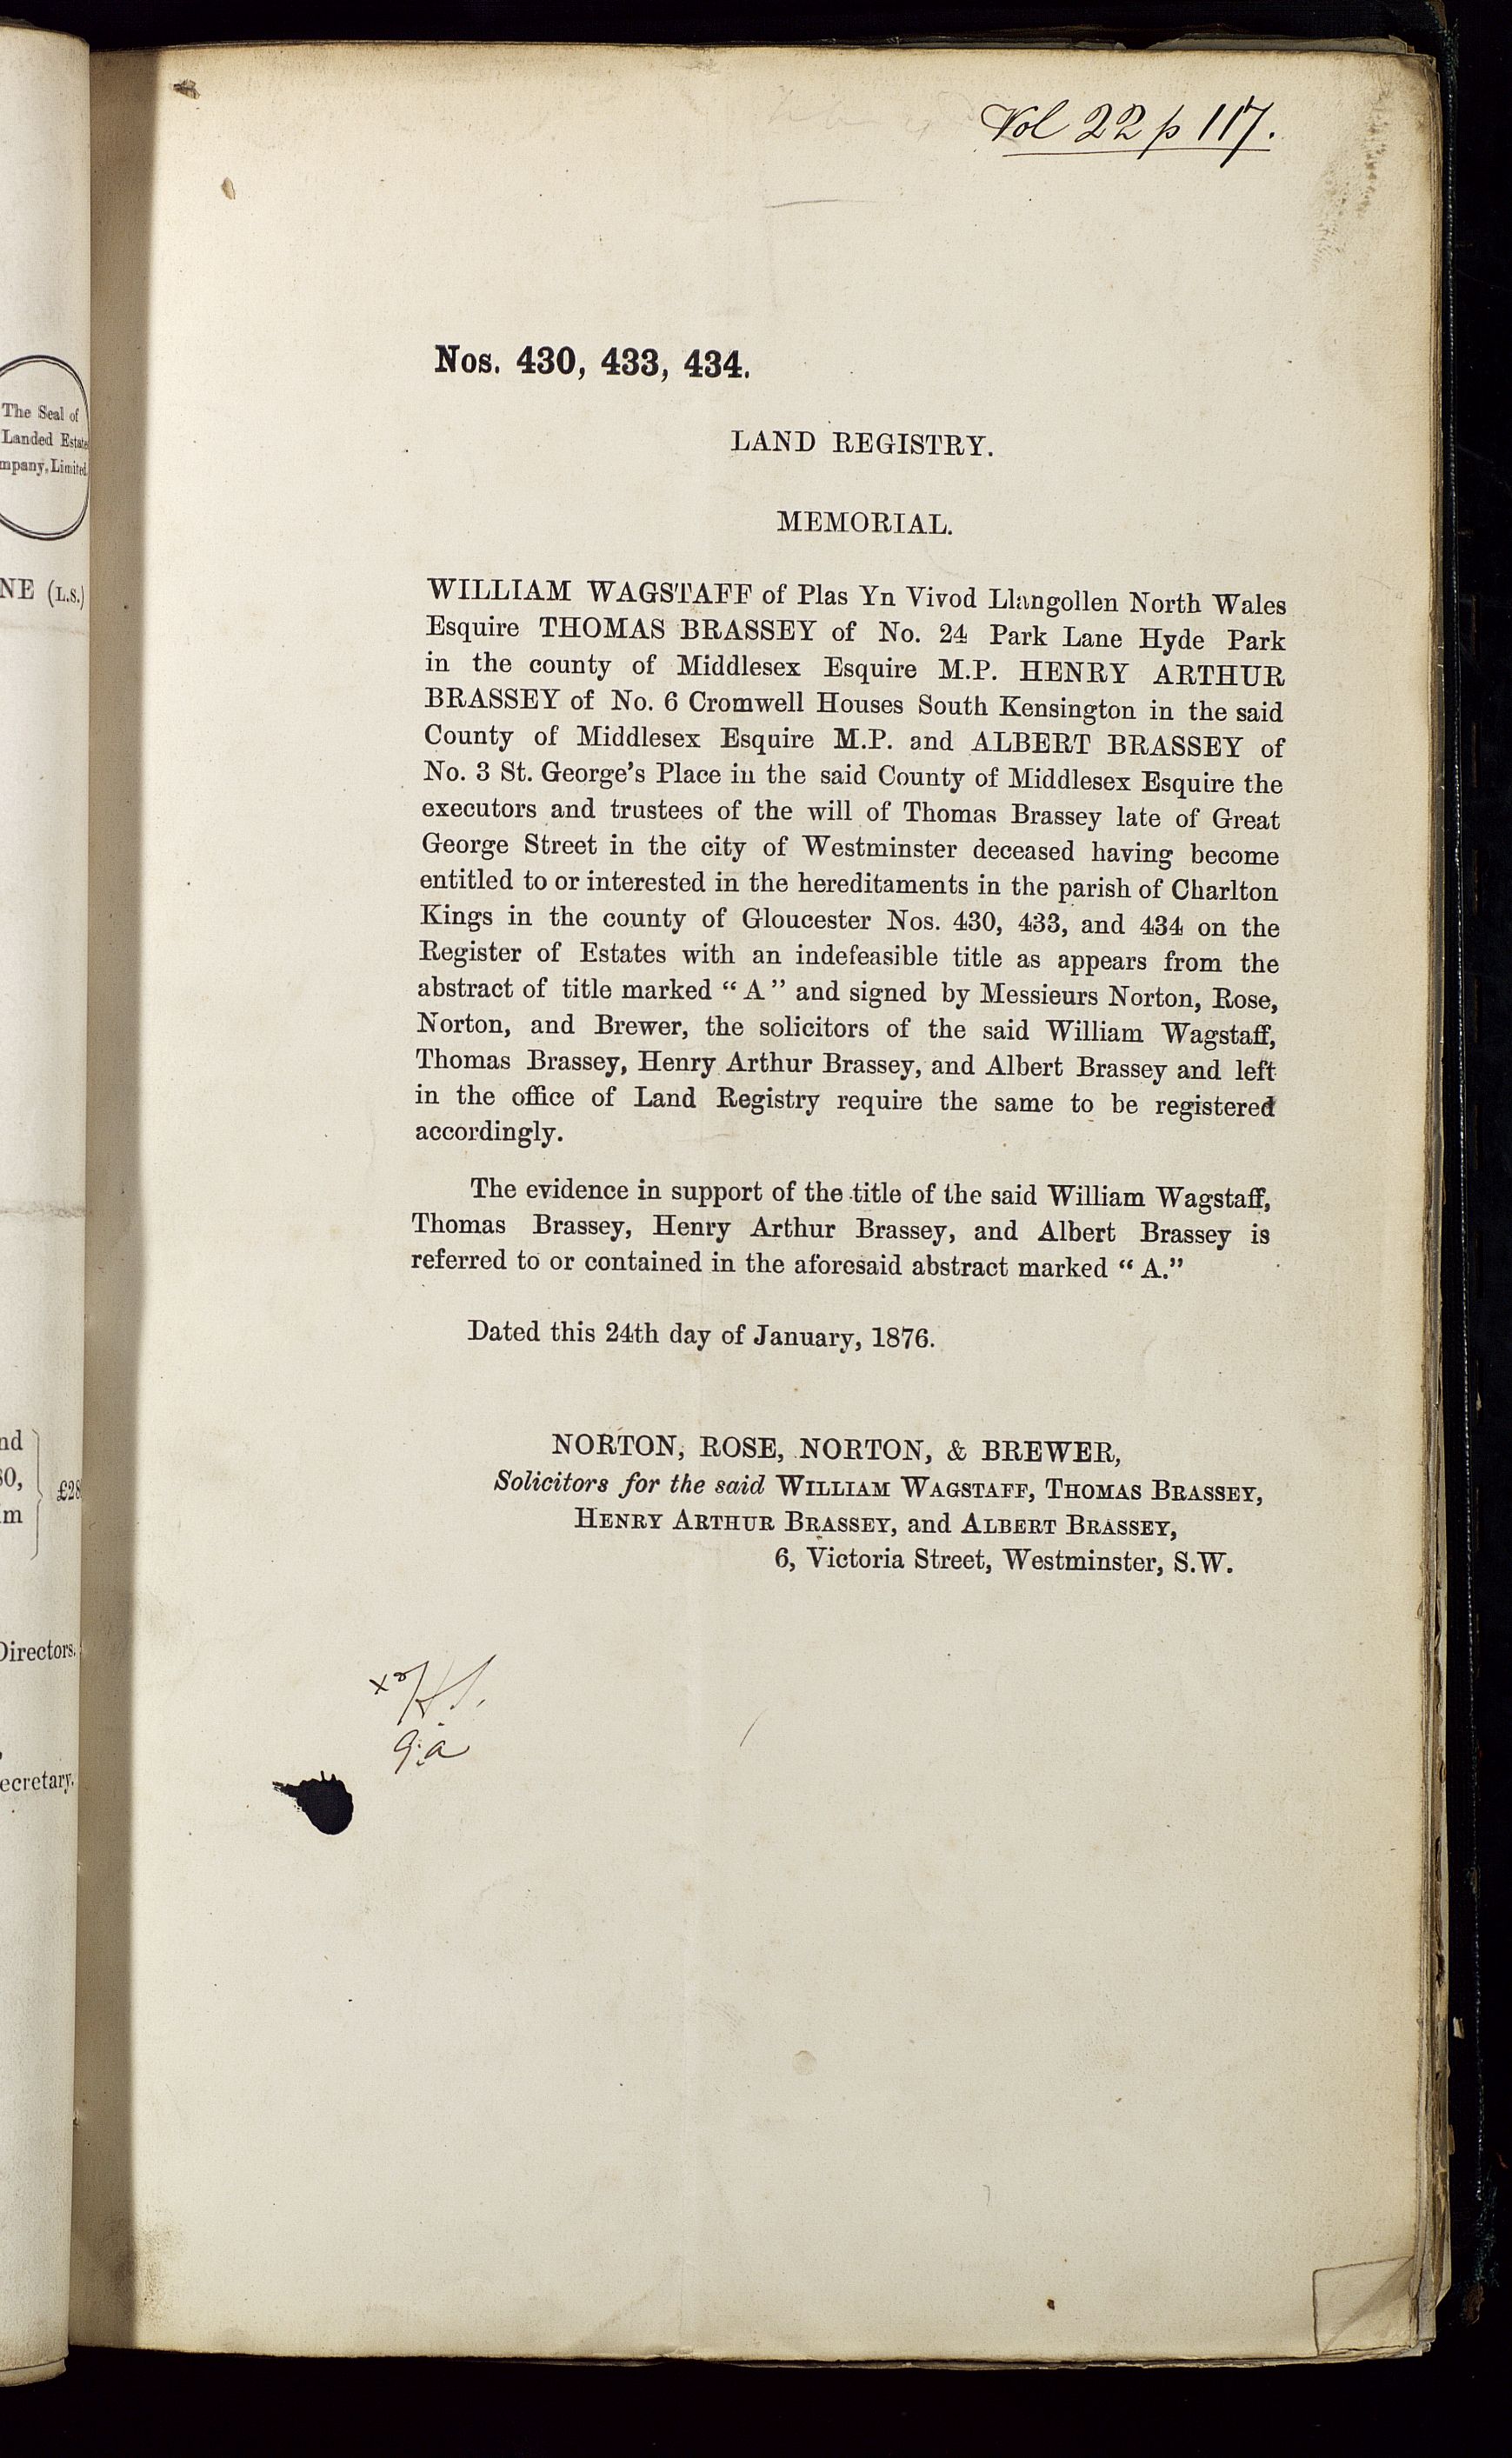 The Seal of
Landed Estate
mpany, Limited.
NE (L.S.)
nd
30,
£28
im
Directors.
ecretary.
Vol 22 p 117.
Nos. 430, 433, 434.
LAND REGISTRY.
MEMORIAL.
WILLIAM WAGSTAFF of Plas Yn Vivod Llangollen North Wales
Esquire THOMAS BRASSEY of No. 24 Park Lane Hyde Park
in the county of Middlesex Esquire M.P. HENRY ARTHUR
BRASSEY of No. 6 Cromwell Houses South Kensington in the said
County of Middlesex Esquire M.P. and ALBERT BRASSEY of
No. 3 St. George's Place in the said County of Middlesex Esquire the
executors and trustees of the will of Thomas Brassey late of Great
George Street in the city of Westminster deceased having become
entitled to or interested in the hereditaments in the parish of Charlton
Kings in the county of Gloucester Nos. 430, 433, and 434 on the
Register of Estates with an indefeasible title as appears from the
abstract of title marked “A” and signed by Messieurs Norton, Rose,
Norton, and Brewer, the solicitors of the said William Wagstaff,
Thomas Brassey, Henry Arthur Brassey, and Albert Brassey and left
in the office of Land Registry require the same to be registered
accordingly.
The evidence in support of the title of the said William Wagstaff,
Thomas Brassey, Henry Arthur Brassey, and Albert Brassey is
referred to or contained in the aforesaid abstract marked “A.”
Dated this 24th day of January, 1876.
NORTON, ROSE, NORTON, & BREWER,
Solicitors for the said WILLIAM WAGSTAFF, THOMAS BRASSEY,
HENRY ARTHUR BRASSEY, and ALBERT BRASSEY,
6, Victoria Street, Westminster, S.W.